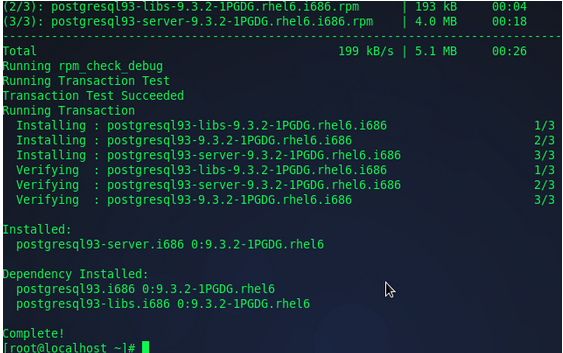 (2/3): postgresql93-libs-9.3.2-1PGDG.rhel6.i686.rpm | 193 kB 00:04
(3/3): postgresql93-server-9.3.2-1PGDG.rhel6.i686.rpm | 4.0 MB 00:18
--------------------------------------------------------------------------------
Total 199 kB/s | 5.1 MB 00:26
Running rpm_check_debug
Running Transaction Test
Transaction Test Succeeded
Running Transaction
Installing : postgresql93-libs-9.3.2-1PGDG.rhel6.i686 1/3
Installing : postgresql93-9.3.2-1PGDG.rhel6.i686 2/3
Installing : postgresql93-server-9.3.2-1PGDG.rhel6.i686 3/3
Verifying : postgresql93-libs-9.3.2-1PGDG.rhel6.i686 1/3
Verifying : postgresql93-server-9.3.2-1PGDG.rhel6.i686 2/3
Verifying : postgresql93-9.3.2-1PGDG.rhel6.i686 3/3
Installed:
postgresql93-server.i686 0:9.3.2-1PGDG.rhel6
Dependency Installed:
postgresql93.i686 0:9.3.2-1PGDG.rhel6
postgresql93-libs.i686 0:9.3.2-1PGDG.rhel6
Complete!
[root@localhost ~]#